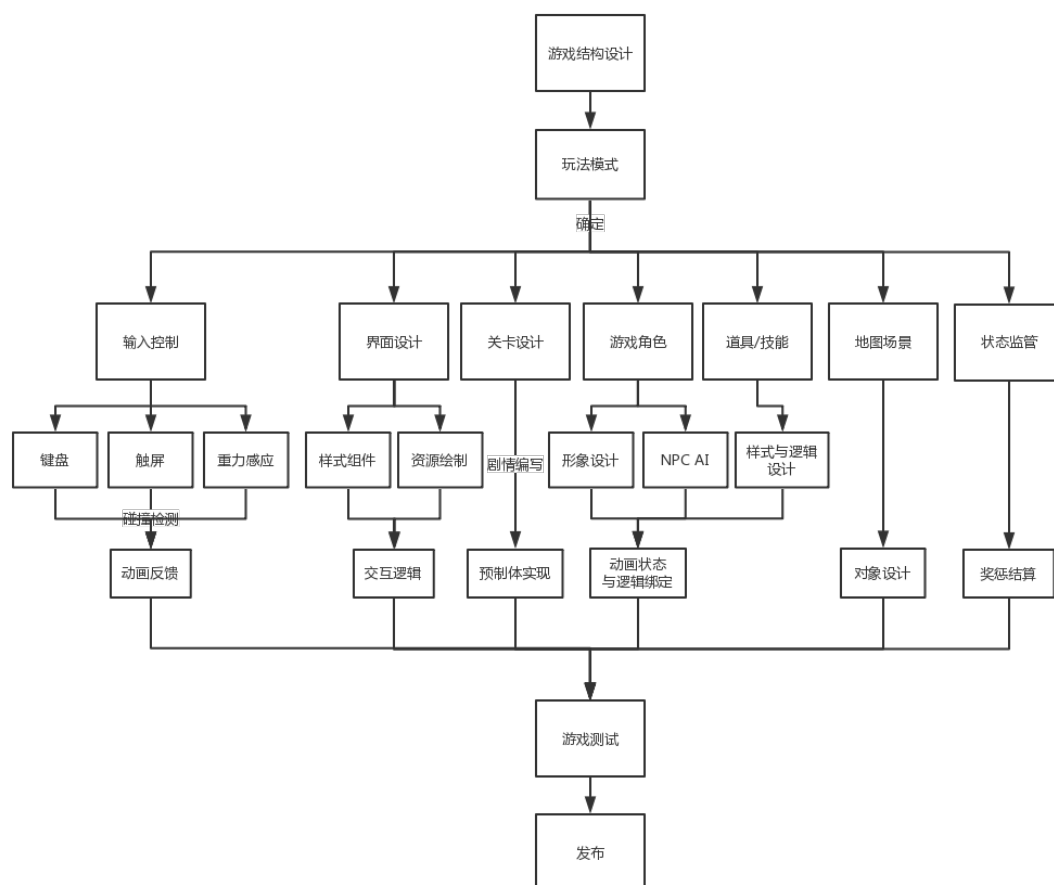 游戏结构设计
玩法模式
确定
输入控制
界面设计
关卡设计
游戏角色
道具/技能
地图场景
状态监管
键盘
触屏
重力感应
样式组件
资源绘制
剧情编写
形象设计
NPC AI
样式与逻辑
设计
碰撞检测
动画反馈
交互逻辑
预制体实现
动画状态
与逻辑绑定
对象设计
奖惩结算
游戏测试
发布